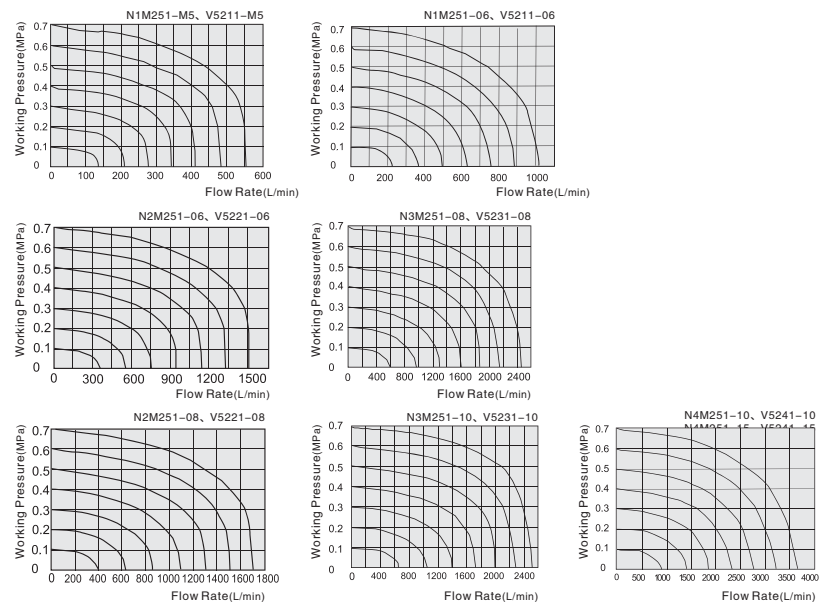 N1M251-M5、V5211-M5
Working Pressure(MPa)
0.7
0.6
0.5
0.4
0.3
0.2
0.1
0
0 100 200 300 400 500 600
Flow Rate(L/min)
N1M251-06、V5211-06
Working Pressure(MPa)
0.7
0.6
0.5
0.4
0.3
0.2
0.1
0
0 200 400 600 800 1000
Flow Rate(L/min)
N2M251-06、V5221-06
Working Pressure(MPa)
0.7
0.6
0.5
0.4
0.3
0.2
0.1
0
0 300 600 900 1200 1500
Flow Rate(L/min)
N3M251-08、V5231-08
Working Pressure(MPa)
0.7
0.6
0.5
0.4
0.3
0.2
0.1
0
0 400 800 1200 1600 2000 2400
Flow Rate(L/min)
N2M251-08、V5221-08
Working Pressure(MPa)
0.7
0.6
0.5
0.4
0.3
0.2
0.1
0
0 200 400 600 800 1000 1200 1400 1600 1800
Flow Rate(L/min)
N3M251-10、V5231-10
Working Pressure(MPa)
0.7
0.6
0.5
0.4
0.3
0.2
0.1
0
0 400 800 1200 1600 2000 2400
Flow Rate(L/min)
N4M251-10、V5241-10
N4M251-15、V5241-15
Working Pressure(MPa)
0.7
0.6
0.5
0.4
0.3
0.2
0.1
0
0 500 1000 1500 2000 2500 3000 3500 4000
Flow Rate(L/min)